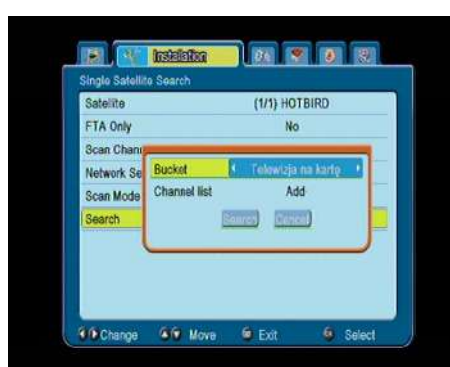 Installation
Single Satellite Search
Satellite (1/1) HOTBIRD
FTA Only No
Scan Chann
Network Se
Scan Mode
Search
Bucket Telewizja na kartę
Channel list Add
Search Cancel
Change Move Exit Select